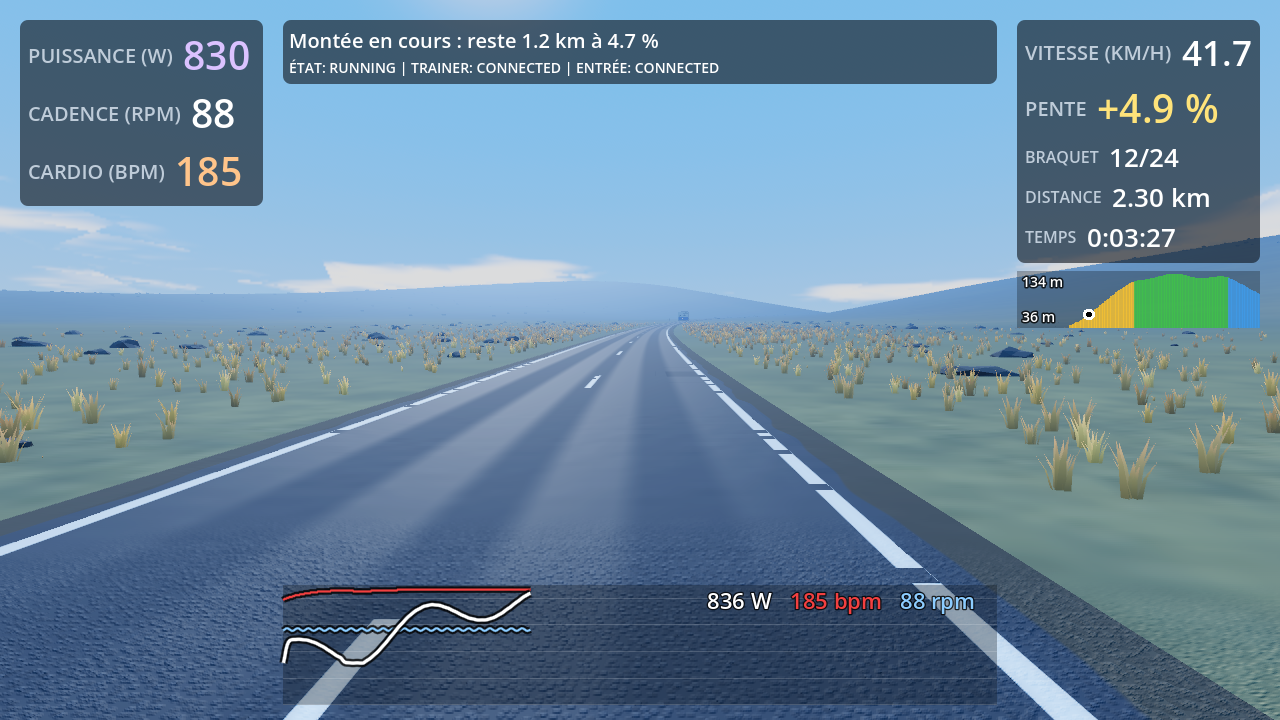 PUISSANCE (W) 830
CADENCE (RPM) 88
CARDIO (BPM) 185
Montée en cours : reste 1.2 km à 4.7 %
ÉTAT: RUNNING | TRAINER: CONNECTED | ENTRÉE: CONNECTED
VITESSE (KM/H) 41.7
PENTE +4.9 %
BRAQUET 12/24
DISTANCE 2.30 km
TEMPS 0:03:27
134 m
36 m
836 W 185 bpm 88 rpm